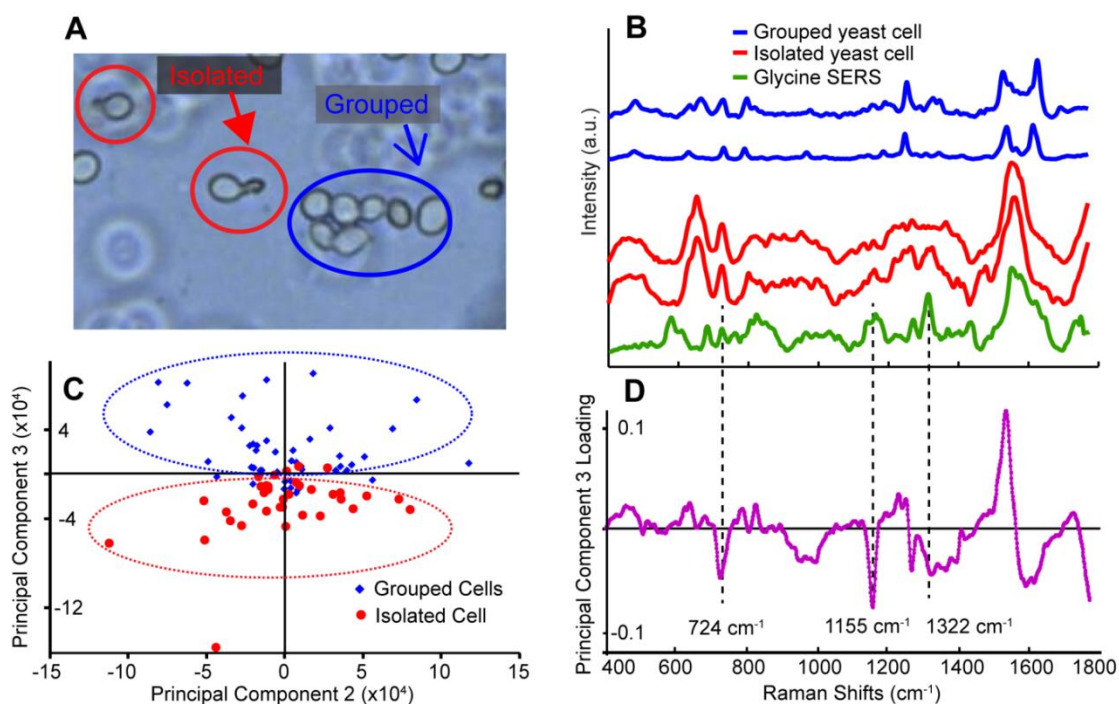 A
Isolated
Grouped
B
Grouped yeast cell
Isolated yeast cell
Glycine SERS
Intensity (a.u.)
C
Principal Component 3 (x10⁴)
4
-4
-12
Grouped Cells
Isolated Cell
-15
-10
-5
0
5
10
15
Principal Component 2 (x10⁴)
D
Principal Component 3 Loading
0.1
0
-0.1
724 cm⁻¹
1155 cm⁻¹
1322 cm⁻¹
400
600
800
1000
1200
1400
1600
1800
Raman Shifts (cm⁻¹)